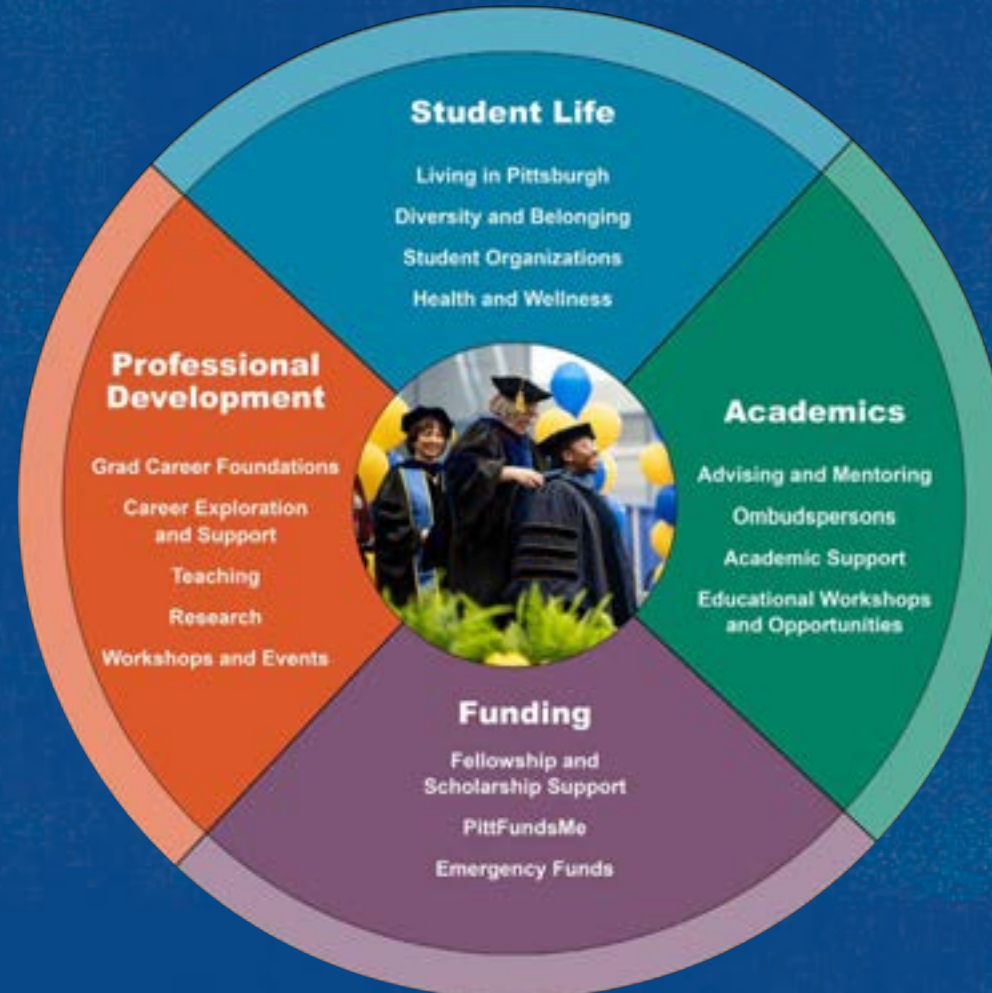 Student Life
Living in Pittsburgh
Diversity and Belonging
Student Organizations
Health and Wellness
Professional
Development
Grad Career Foundations
Career Exploration
and Support
Teaching
Research
Workshops and Events
Academics
Advising and Mentoring
Ombudspersons
Academic Support
Educational Workshops
and Opportunities
Funding
Fellowship and
Scholarship Support
PittFundsMe
Emergency Funds